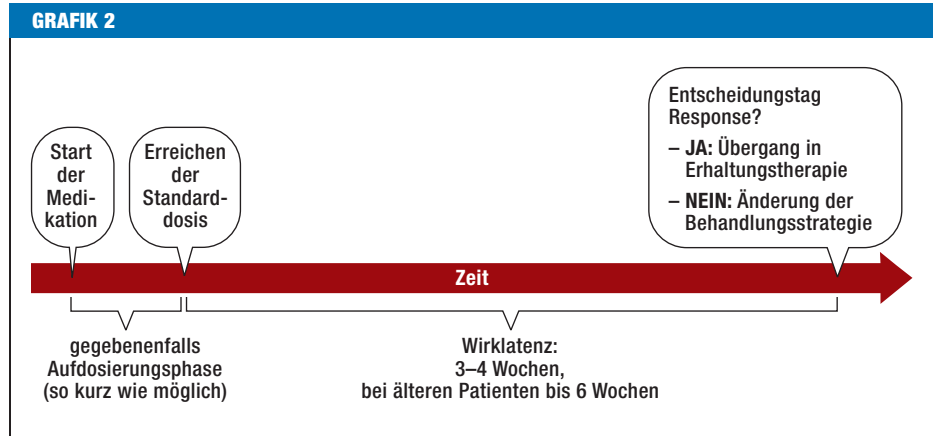 GRAFIK 2
Start
der
Medi-
kation
Erreichen
der
Standard-
dosis
Entscheidungstag
Response?
– JA: Übergang in
Erhaltungstherapie
– NEIN: Änderung der
Behandlungsstrategie
Zeit
gegebenenfalls
Aufdosierungsphase
(so kurz wie möglich)
Wirklatenz:
3–4 Wochen,
bei älteren Patienten bis 6 Wochen